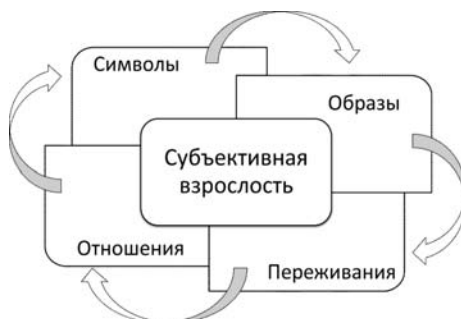 Символы
Образы
Субъективная
взрослость
Отношения
Переживания